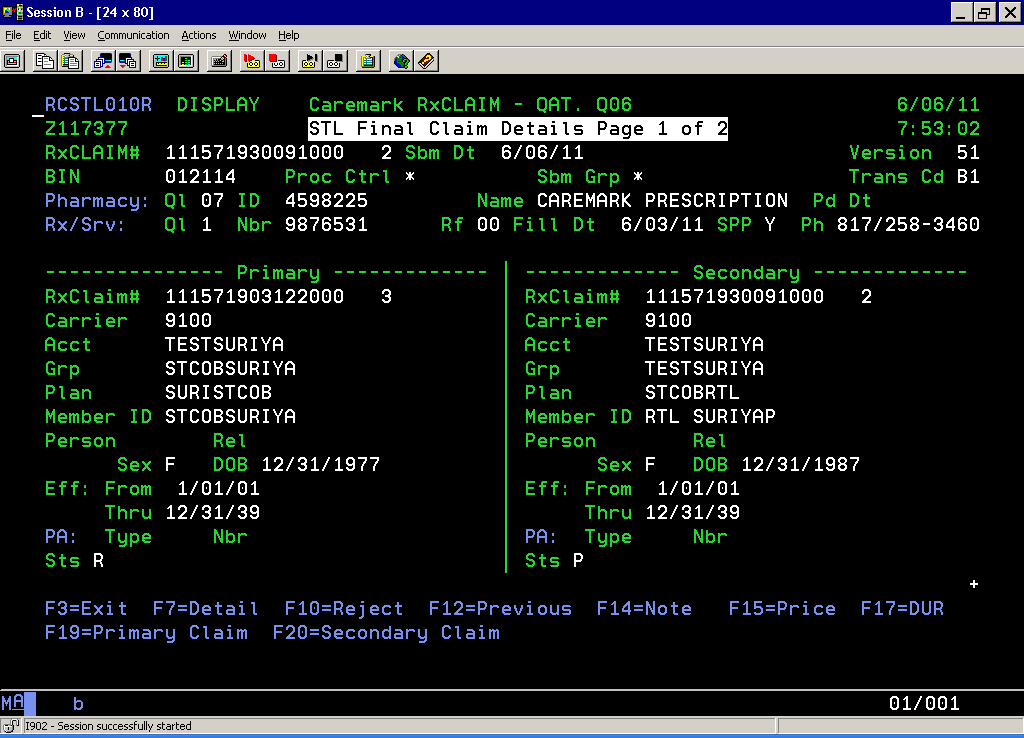 Session B - [24 x 80]
File Edit View Communication Actions Window Help
_RCSTL010R DISPLAY Caremark RxCLAIM - QAT. Q06 6/06/11
Z117377 STL Final Claim Details Page 1 of 2 7:53:02
RxCLAIM# 111571930091000 2 Sbm Dt 6/06/11 Version 51
BIN 012114 Proc Ctrl * Sbm Grp * Trans Cd B1
Pharmacy: Ql 07 ID 4598225 Name CAREMARK PRESCRIPTION Pd Dt
Rx/Srv: Ql 1 Nbr 9876531 Rf 00 Fill Dt 6/03/11 SPP Y Ph 817/258-3460
--------------- Primary ------------- | ------------- Secondary -------------
RxClaim# 111571903122000 3 RxClaim# 111571930091000 2
Carrier 9100 Carrier 9100
Acct TESTSURIYA Acct TESTSURIYA
Grp STCOBSURIYA Grp TESTSURIYA
Plan SURISTCOB Plan STCOBRTL
Member ID STCOBSURIYA Member ID RTL SURIYAP
Person Rel Person Rel
Sex F DOB 12/31/1977 Sex F DOB 12/31/1987
Eff: From 1/01/01 Eff: From 1/01/01
Thru 12/31/39 Thru 12/31/39
PA: Type Nbr PA: Type Nbr
Sts R Sts P
+
F3=Exit F7=Detail F10=Reject F12=Previous F14=Note F15=Price F17=DUR
F19=Primary Claim F20=Secondary Claim
MA b 01/001
I902 - Session successfully started